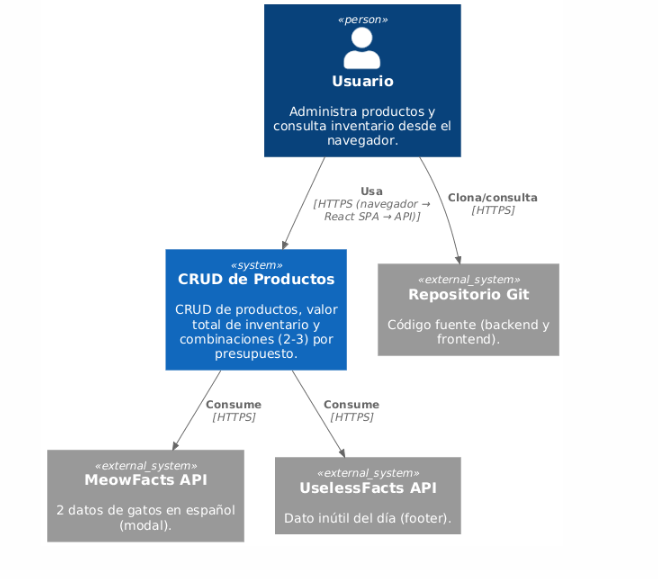 «person»
Usuario
Administra productos y
consulta inventario desde el
navegador.
Usa
[HTTPS (navegador →
React SPA → API)]
Clona/consulta
[HTTPS]
«system»
CRUD de Productos
CRUD de productos, valor
total de inventario y
combinaciones (2-3) por
presupuesto.
«external_system»
Repositorio Git
Código fuente (backend y
frontend).
Consume
[HTTPS]
Consume
[HTTPS]
«external_system»
MeowFacts API
2 datos de gatos en español
(modal).
«external_system»
UselessFacts API
Dato inútil del día (footer).